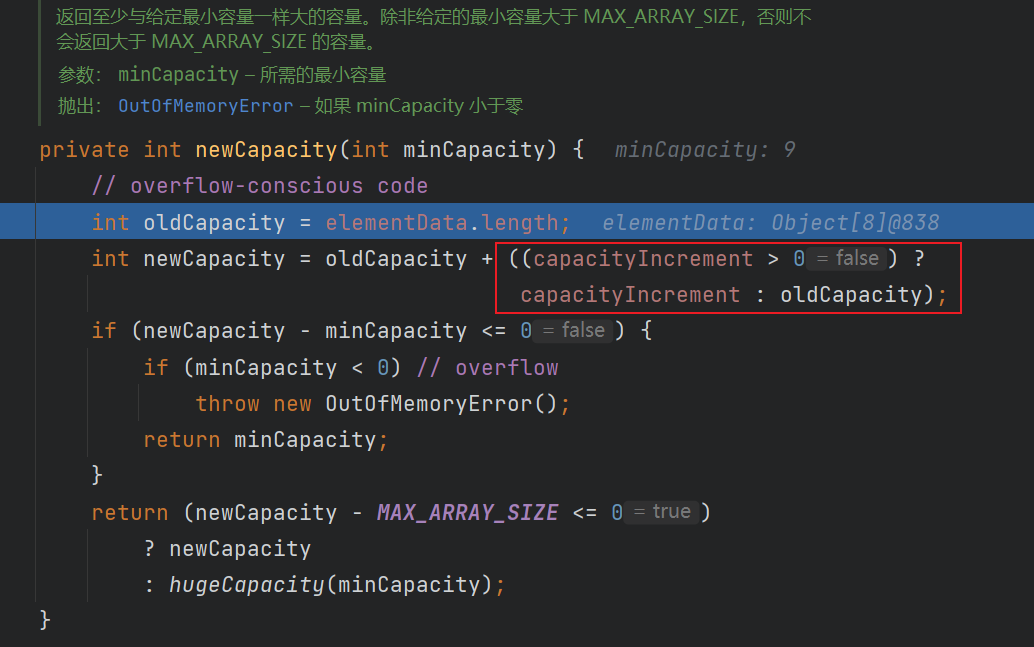 返回至少与给定最小容量一样大的容量。除非给定的最小容量大于 MAX_ARRAY_SIZE，否则不
会返回大于 MAX_ARRAY_SIZE 的容量。
参数： minCapacity – 所需的最小容量
抛出： OutOfMemoryError – 如果 minCapacity 小于零
private int newCapacity(int minCapacity) {   minCapacity: 9
    // overflow-conscious code
    int oldCapacity = elementData.length;   elementData: Object[8]@838
    int newCapacity = oldCapacity + ((capacityIncrement > 0 = false ) ?
                                     capacityIncrement : oldCapacity);
    if (newCapacity - minCapacity <= 0 = false ) {
        if (minCapacity < 0) // overflow
            throw new OutOfMemoryError();
        return minCapacity;
    }
    return (newCapacity - MAX_ARRAY_SIZE <= 0 = true )
        ? newCapacity
        : hugeCapacity(minCapacity);
}